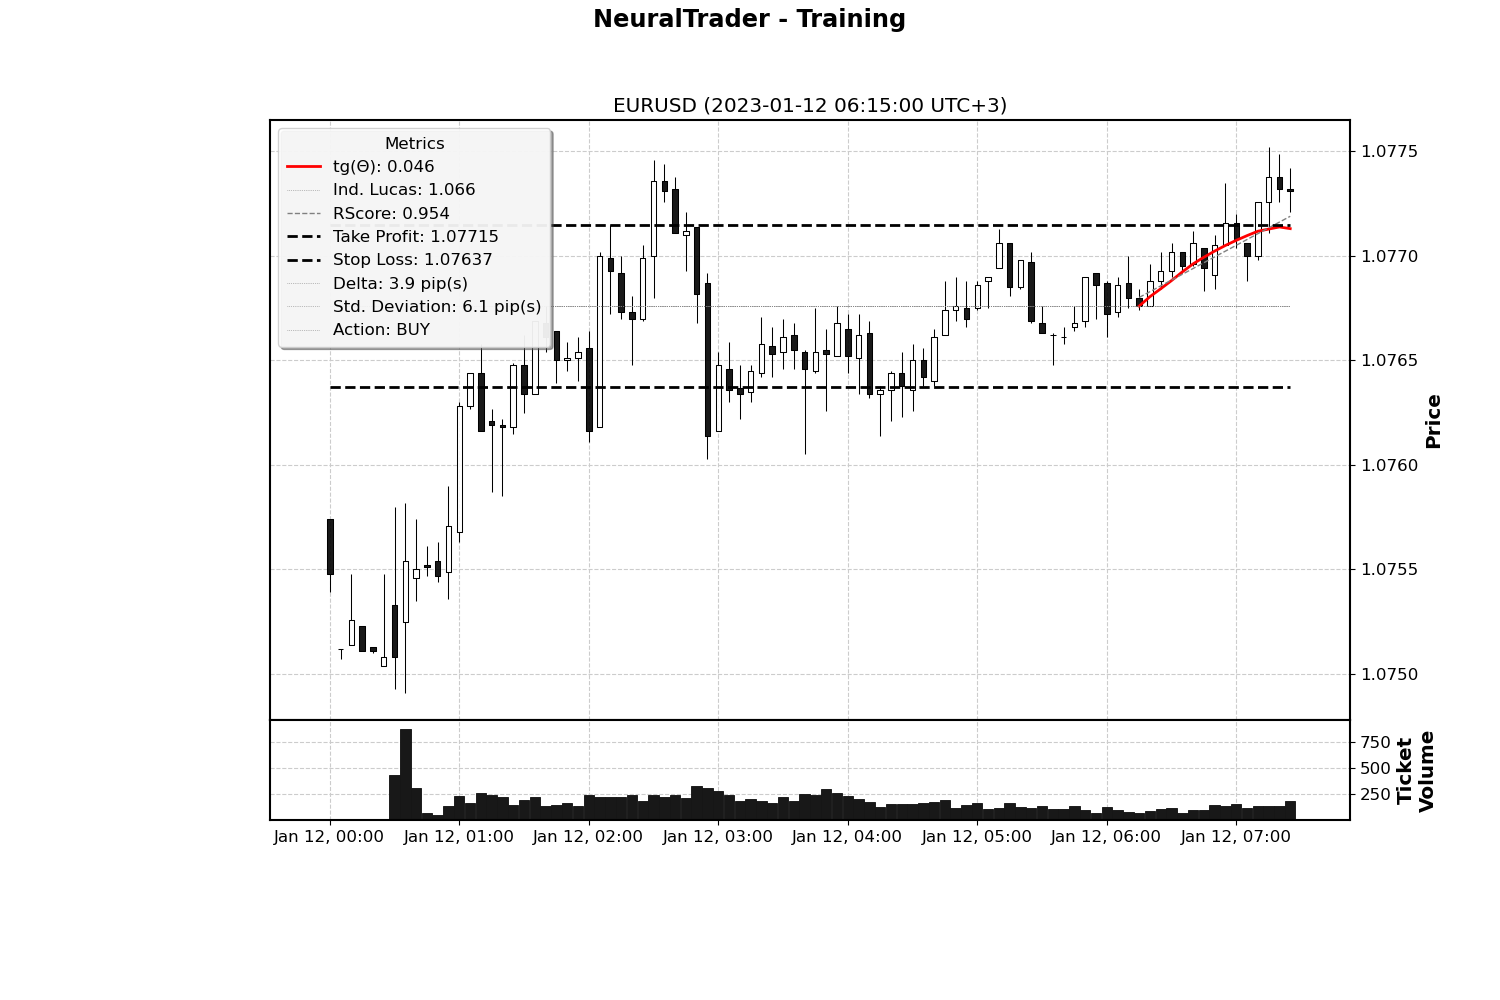 NeuralTrader - Training
EURUSD (2023-01-12 06:15:00 UTC+3)
Metrics
tg(Θ): 0.046
Ind. Lucas: 1.066
RScore: 0.954
Take Profit: 1.07715
Stop Loss: 1.07637
Delta: 3.9 pip(s)
Std. Deviation: 6.1 pip(s)
Action: BUY
1.0775
1.0770
1.0765
1.0760
1.0755
1.0750
Price
750
500
250
Ticket
Volume
Jan 12, 00:00
Jan 12, 01:00
Jan 12, 02:00
Jan 12, 03:00
Jan 12, 04:00
Jan 12, 05:00
Jan 12, 06:00
Jan 12, 07:00